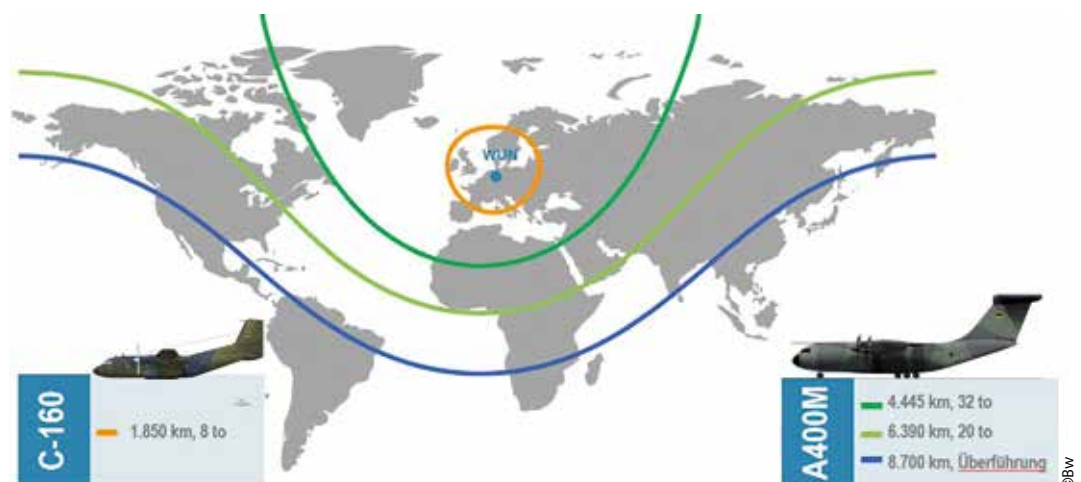 WUN
C-160
1.850 km, 8 to
A400M
4.445 km, 32 to
6.390 km, 20 to
8.700 km, Überführung
©Bw